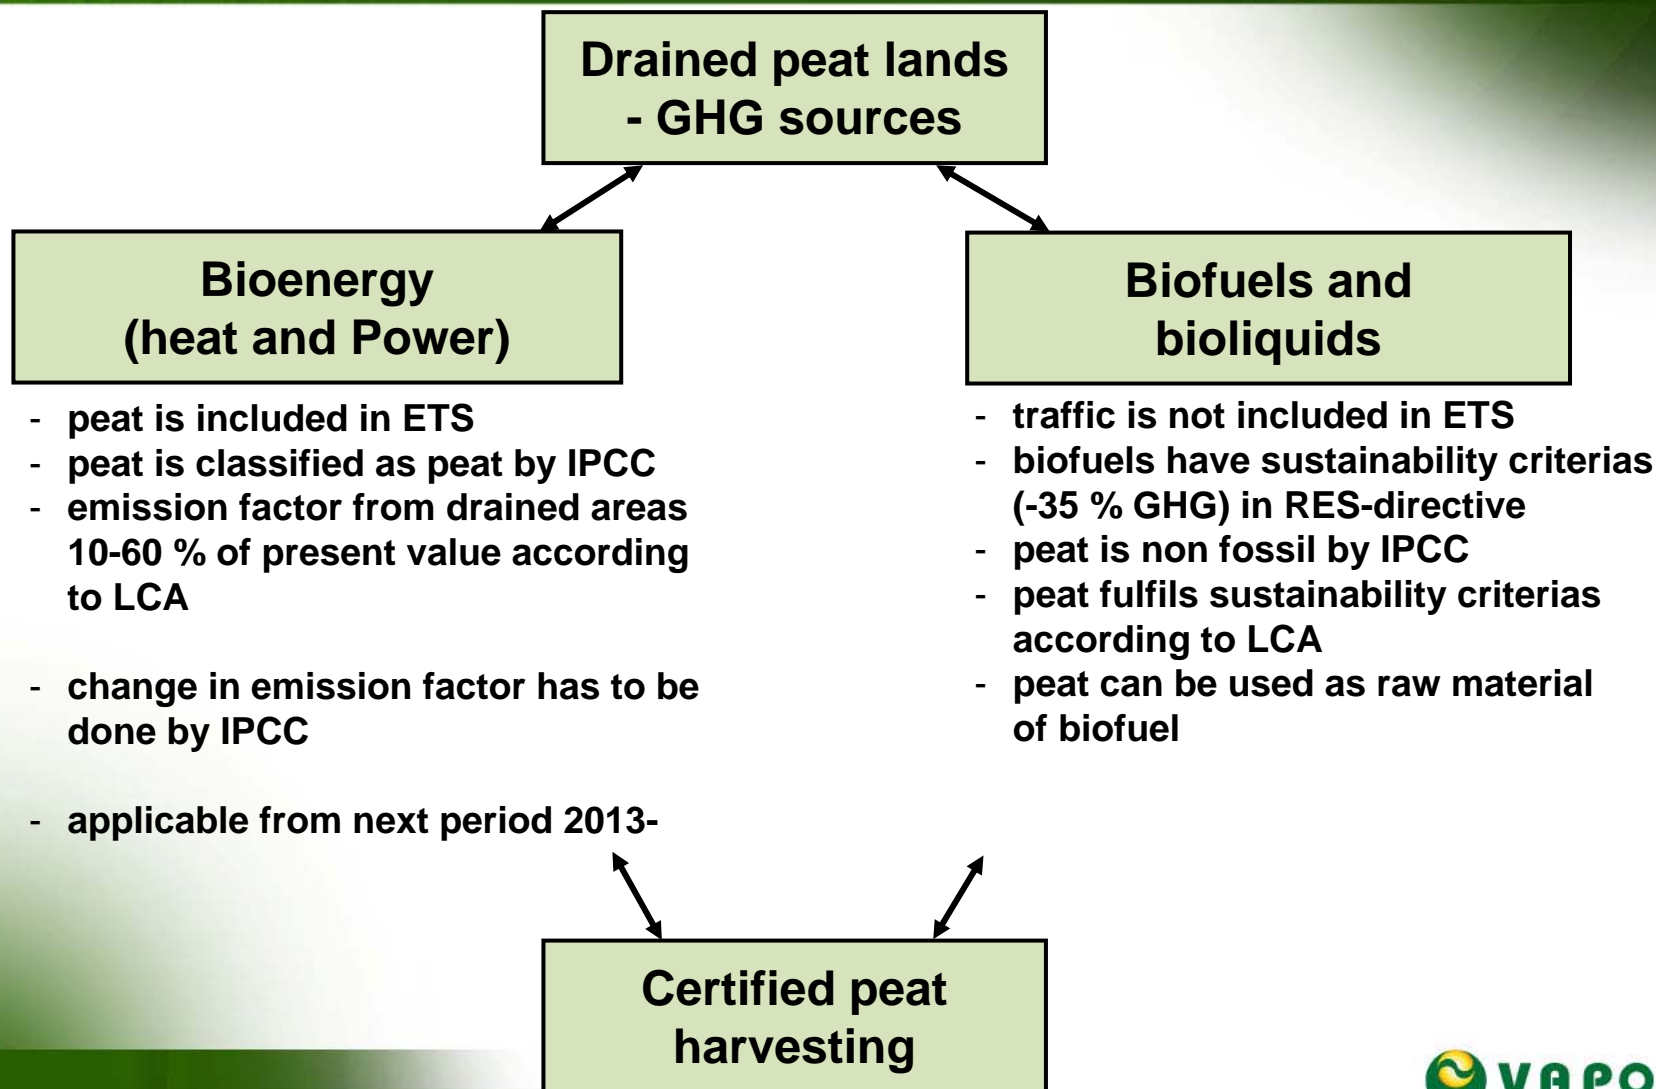 Drained peat lands
- GHG sources
Bioenergy
(heat and Power)
- peat is included in ETS
- peat is classified as peat by IPCC
- emission factor from drained areas
10-60 % of present value according
to LCA
- change in emission factor has to be
done by IPCC
- applicable from next period 2013-
Biofuels and
bioliquids
- traffic is not included in ETS
- biofuels have sustainability criterias
(-35 % GHG) in RES-directive
- peat is non fossil by IPCC
- peat fulfils sustainability criterias
according to LCA
- peat can be used as raw material
of biofuel
Certified peat
harvesting
VAPO